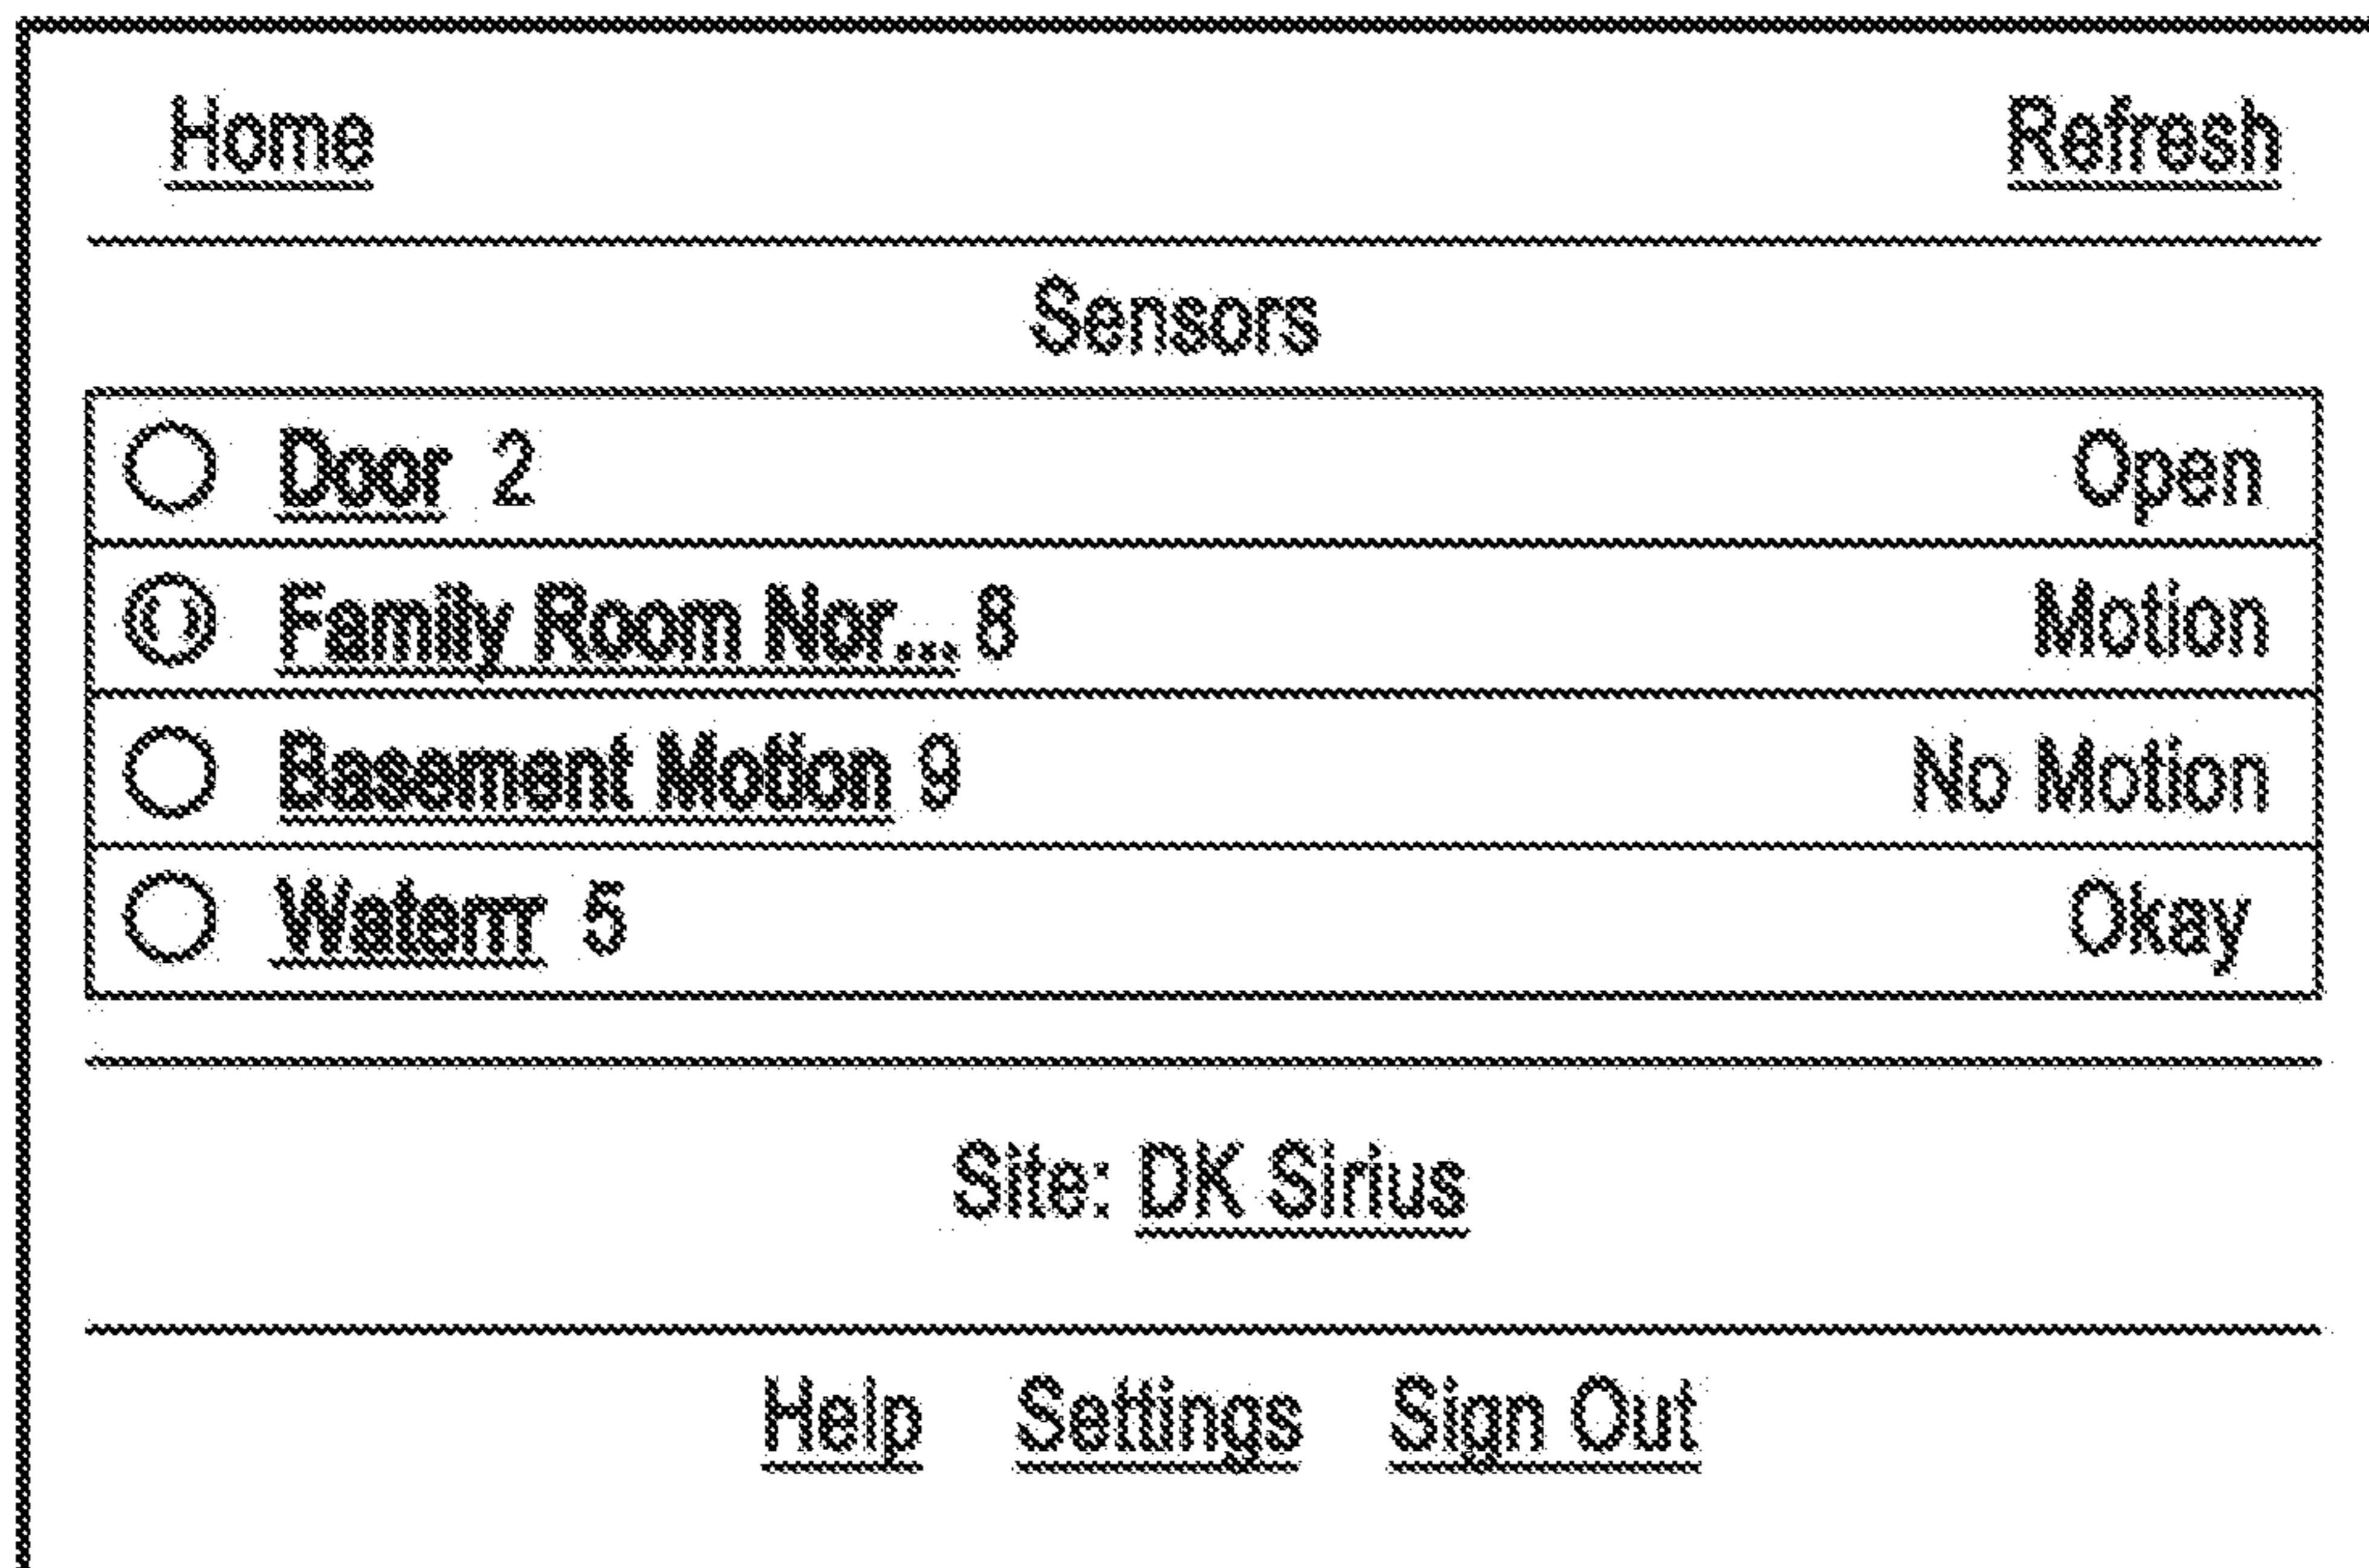 Home Refresh
Sensors
Door 2 Open
Family Room Nor... 8 Motion
Basement Motion 9 No Motion
Waterrr 5 Okay
Site: DK Sirius
Help Settings Sign Out